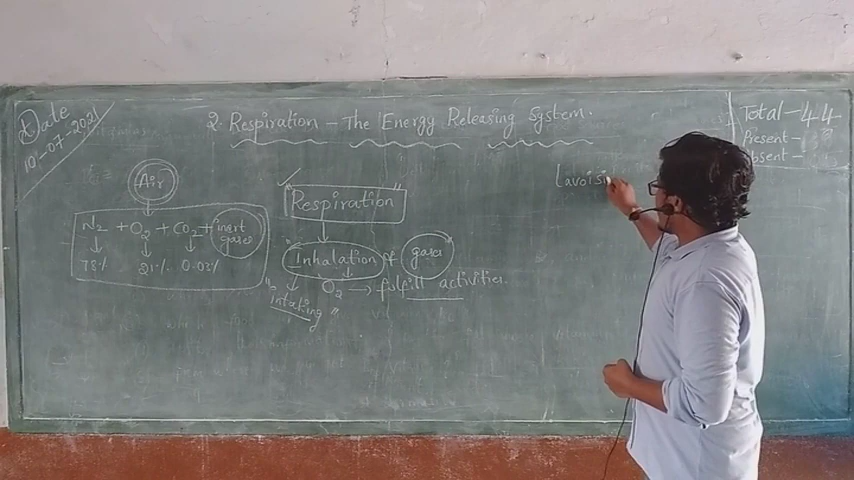 Date
10-07-2021
2 Respiration - The Energy Releasing System.
Total - 44
Present -
Absent -
Air
N2 + O2 + CO2 + inert gases
78% 21% 0.03%
"Respiration"
Inhalation of gases
O2 → fulfill activities.
"intaking"
Lavoisi